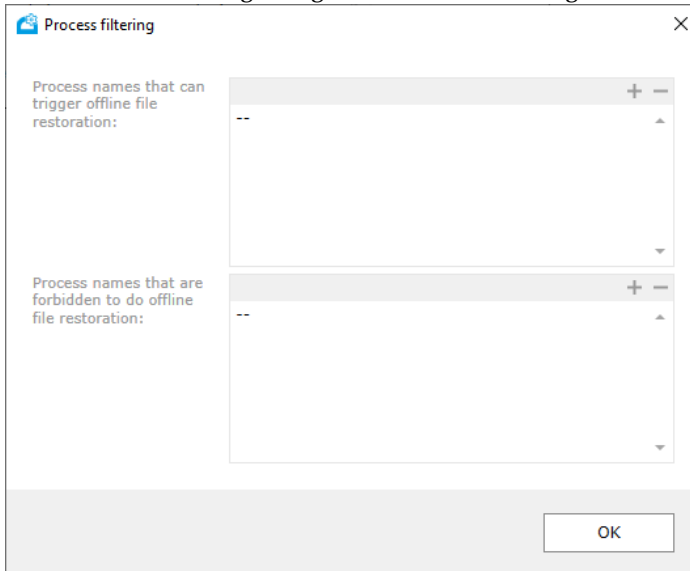 Process filtering
Process names that can
trigger offline file
restoration:
--
Process names that are
forbidden to do offline
file restoration:
--
OK